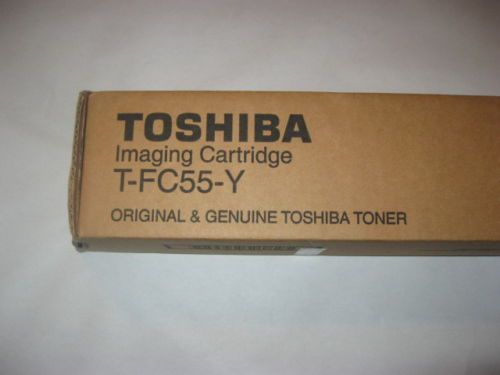 TOSHIBA
Imaging Cartridge
T-FC55-Y
ORIGINAL & GENUINE TOSHIBA TONER